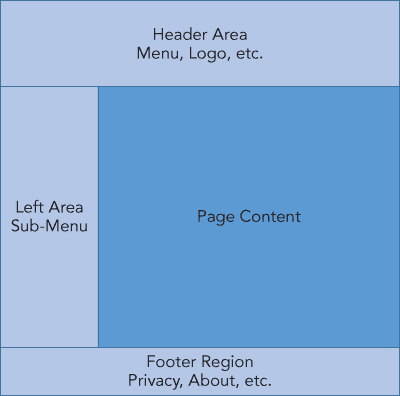 Header Area
Menu, Logo, etc.
Left Area
Sub-Menu
Page Content
Footer Region
Privacy, About, etc.